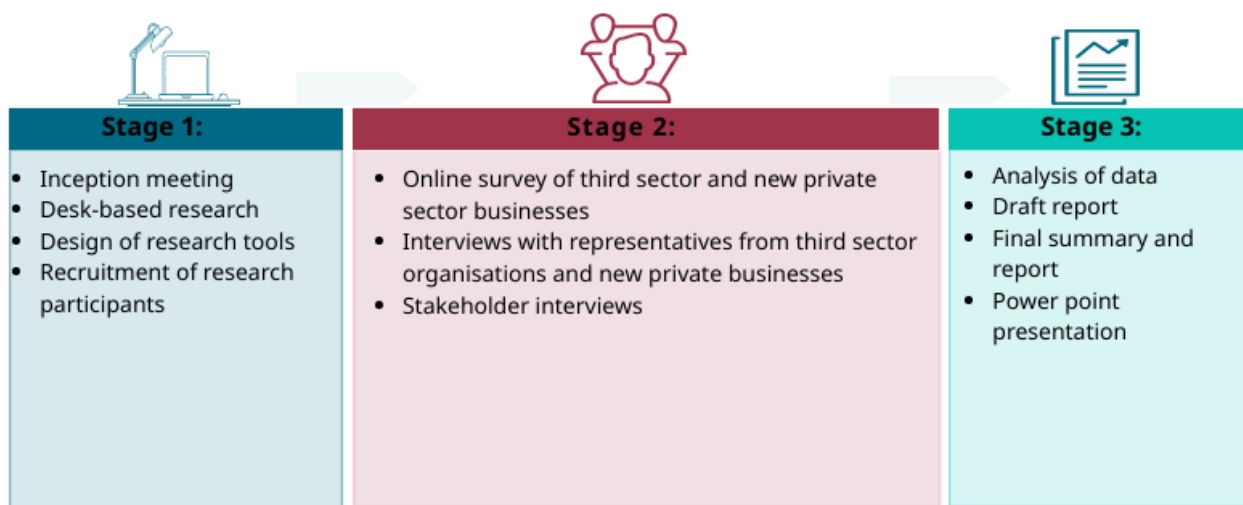 Stage 1:
• Inception meeting
• Desk-based research
• Design of research tools
• Recruitment of research
participants
Stage 2:
• Online survey of third sector and new private
sector businesses
• Interviews with representatives from third sector
organisations and new private businesses
• Stakeholder interviews
Stage 3:
• Analysis of data
• Draft report
• Final summary and
report
• Power point
presentation